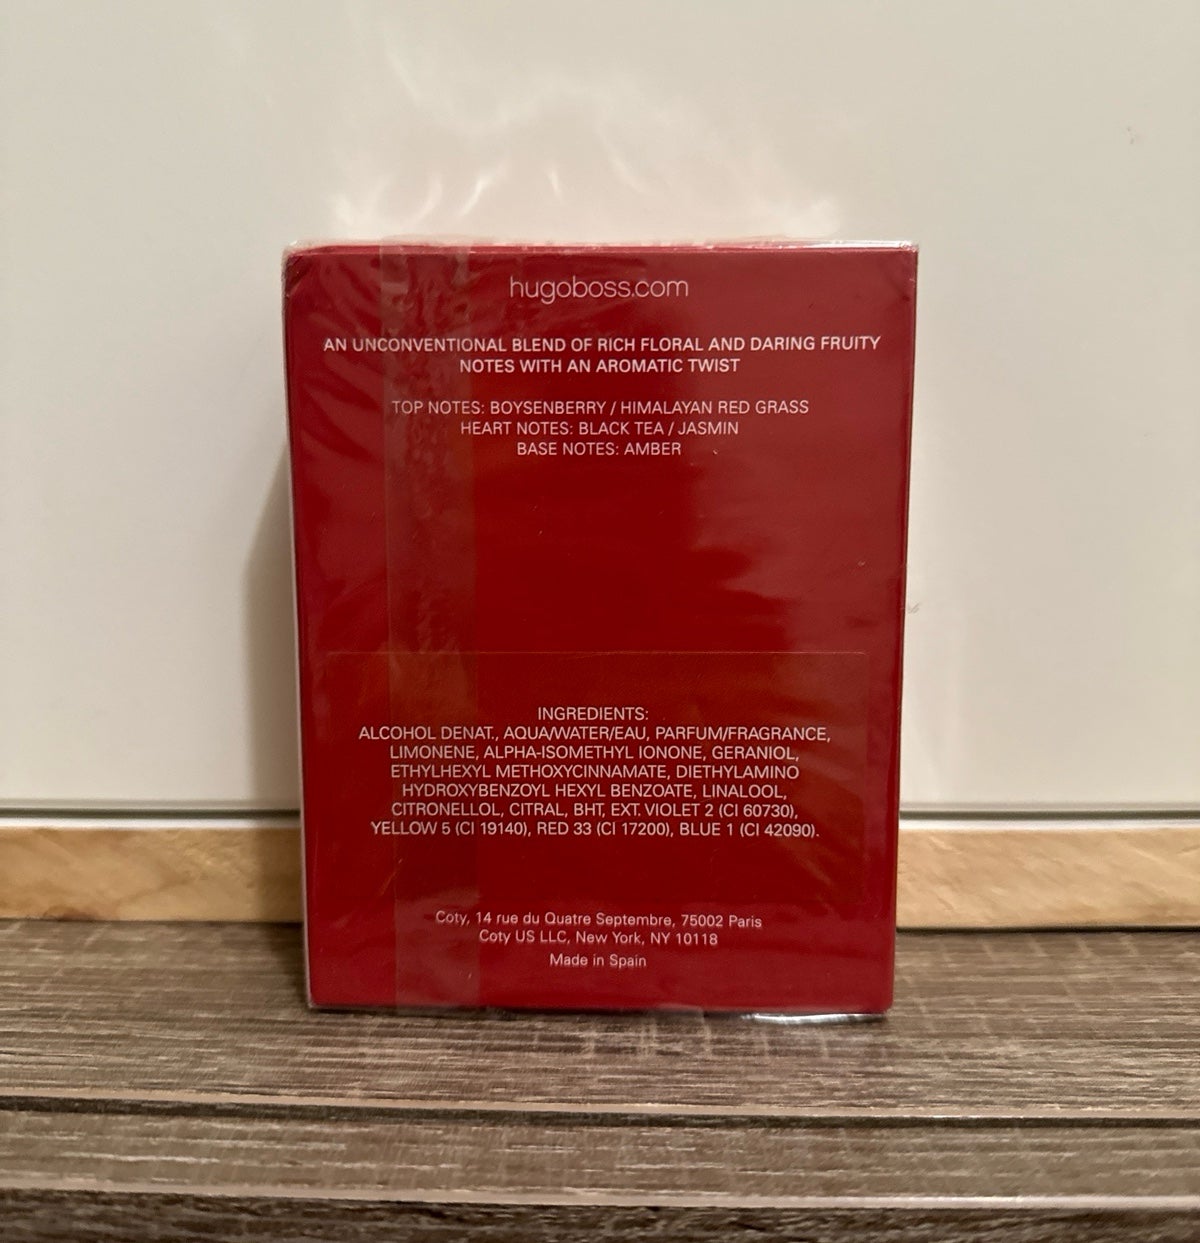 hugoboss.com
AN UNCONVENTIONAL BLEND OF RICH FLORAL AND DARING FRUITY
NOTES WITH AN AROMATIC TWIST
TOP NOTES: BOYSENBERRY / HIMALAYAN RED GRASS
HEART NOTES: BLACK TEA / JASMIN
BASE NOTES: AMBER
INGREDIENTS:
ALCOHOL DENAT., AQUA/WATER/EAU, PARFUM/FRAGRANCE,
LIMONENE, ALPHA-ISOMETHYL IONONE, GERANIOL,
ETHYLHEXYL METHOXYCINNAMATE, DIETHYLAMINO
HYDROXYBENZOYL HEXYL BENZOATE, LINALOOL,
CITRONELLOL, CITRAL, BHT, EXT. VIOLET 2 (CI 60730),
YELLOW 5 (CI 19140), RED 33 (CI 17200), BLUE 1 (CI 42090).
Coty, 14 rue du Quatre Septembre, 75002 Paris
Coty US LLC, New York, NY 10118
Made in Spain